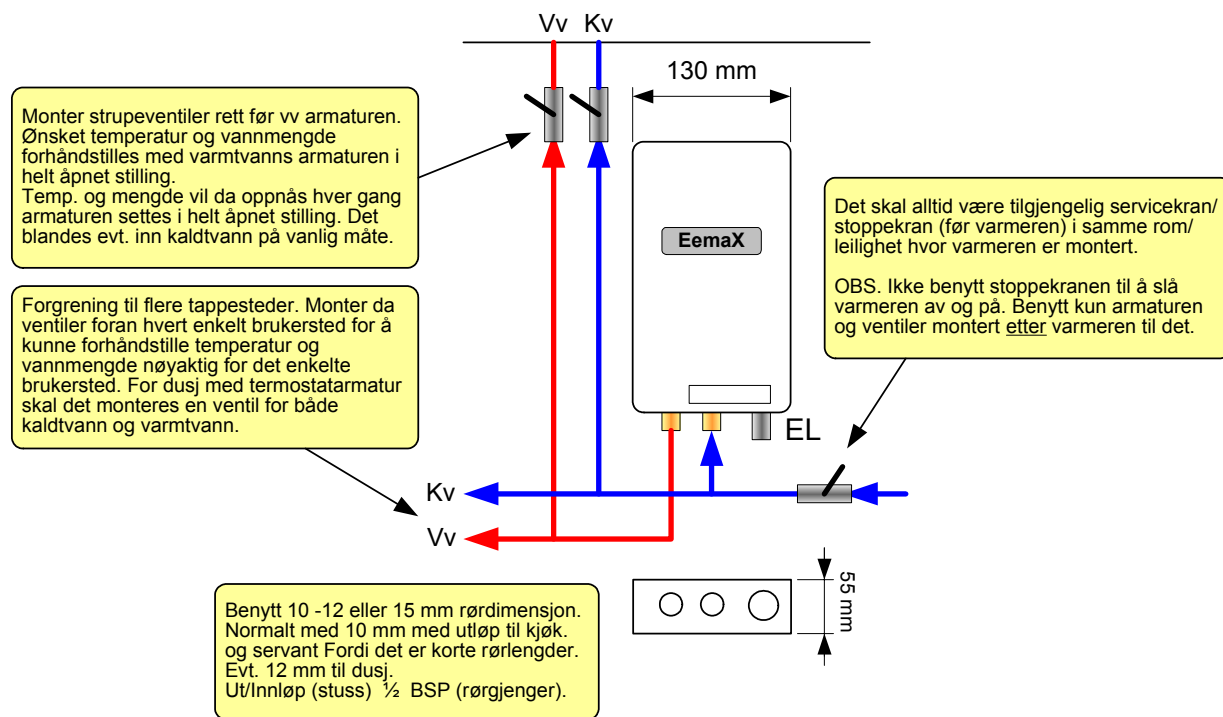 Vv
Kv
130 mm
Monter strupeventiler rett før vv armaturen.
Ønsket temperatur og vannmengde
forhåndstilles med varmtvanns armaturen i
helt åpnet stilling.
Temp. og mengde vil da oppnås hver gang
armaturen settes i helt åpnet stilling. Det
blandes evt. inn kaldtvann på vanlig måte.
Det skal alltid være tilgjengelig servicekran/
stoppekran (før varmeren) i samme rom/
leilighet hvor varmeren er montert.
OBS. Ikke benytt stoppekranen til å slå
varmeren av og på. Benytt kun armaturen
og ventiler montert etter varmeren til det.
EemaX
Forgrening til flere tappesteder. Monter da
ventiler foran hvert enkelt brukersted for å
kunne forhåndstille temperatur og
vannmengde nøyaktig for det enkelte
brukersted. For dusj med termostatarmatur
skal det monteres en ventil for både
kaldtvann og varmtvann.
EL
Kv
Vv
55 mm
Benytt 10 -12 eller 15 mm rørdimensjon.
Normalt med 10 mm med utløp til kjøk.
og servant Fordi det er korte rørlengder.
Evt. 12 mm til dusj.
Ut/Innløp (stuss) ½ BSP (rørgjenger).